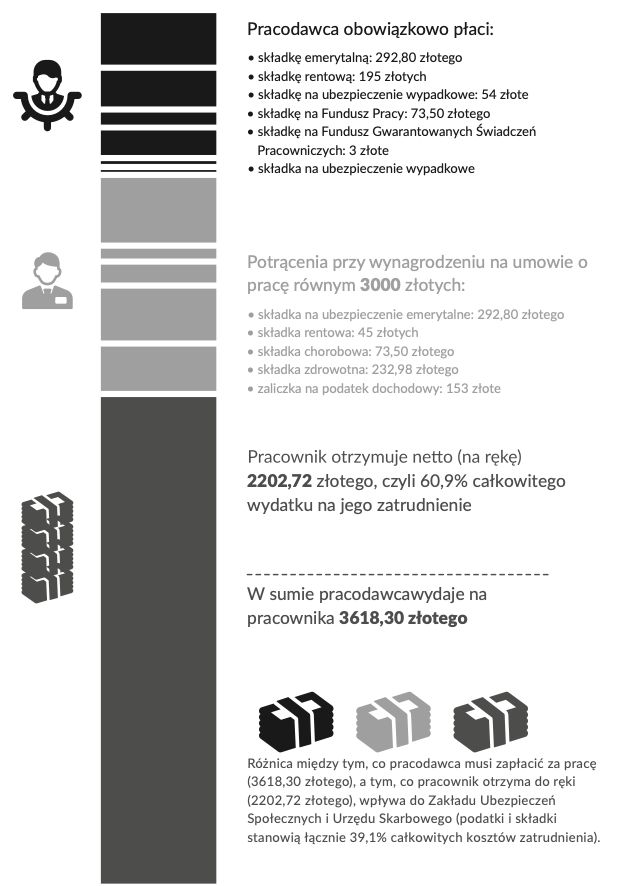 Pracodawca obowiązkowo płaci:
• składkę emerytalną: 292,80 złotego
• składkę rentową: 195 złotych
• składkę na ubezpieczenie wypadkowe: 54 złote
• składkę na Fundusz Pracy: 73,50 złotego
• składkę na Fundusz Gwarantowanych Świadczeń
Pracowniczych: 3 złote
• składka na ubezpieczenie wypadkowe
Potrącenia przy wynagrodzeniu na umowie o
pracę równym 3000 złotych:
• składka na ubezpieczenie emerytalne: 292,80 złotego
• składka rentowa: 45 złotych
• składka chorobowa: 73,50 złotego
• składka zdrowotna: 232,98 złotego
• zaliczka na podatek dochodowy: 153 złote
Pracownik otrzymuje netto (na rękę)
2202,72 złotego, czyli 60,9% całkowitego
wydatku na jego zatrudnienie
W sumie pracodawcawydaje na
pracownika 3618,30 złotego
Różnica między tym, co pracodawca musi zapłacić za pracę
(3618,30 złotego), a tym, co pracownik otrzyma do ręki
(2202,72 złotego), wpływa do Zakładu Ubezpieczeń
Społecznych i Urzędu Skarbowego (podatki i składki
stanowią łącznie 39,1% całkowitych kosztów zatrudnienia).